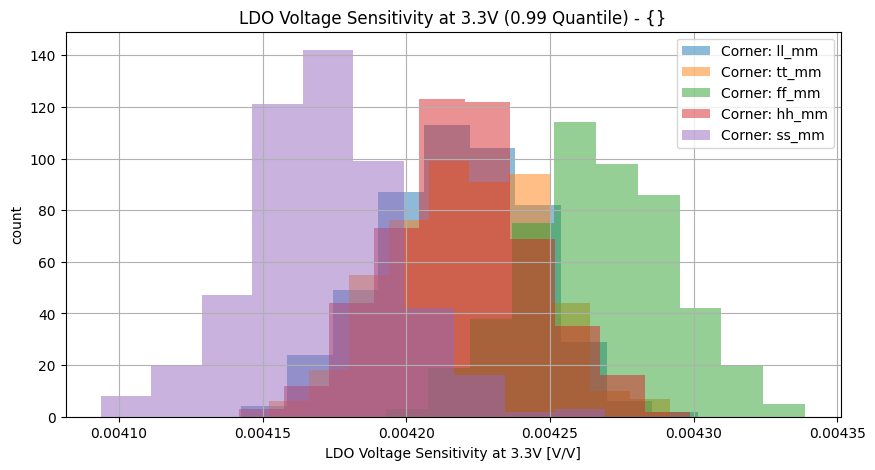 LDO Voltage Sensitivity at 3.3V (0.99 Quantile) - {}
140
120
100
80
60
40
20
0
count
Corner: ll_mm
Corner: tt_mm
Corner: ff_mm
Corner: hh_mm
Corner: ss_mm
0.00410 0.00415 0.00420 0.00425 0.00430 0.00435
LDO Voltage Sensitivity at 3.3V [V/V]